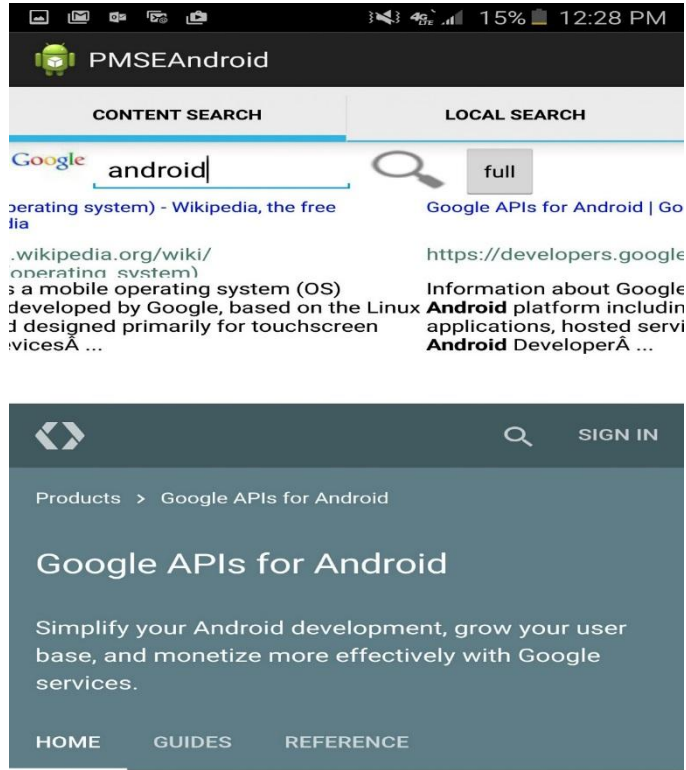 4G LTE 15% 12:28 PM
PMSEAndroid
CONTENT SEARCH LOCAL SEARCH
Google android full
perating system) - Wikipedia, the free
dia
.wikipedia.org/wiki/
operating_system)
s a mobile operating system (OS)
developed by Google, based on the Linux
d designed primarily for touchscreen
vicesÂ ...
Google APIs for Android | Go
https://developers.google
Information about Google
Android platform includin
applications, hosted servi
Android DeveloperÂ ...
SIGN IN
Products > Google APIs for Android
Google APIs for Android
Simplify your Android development, grow your user
base, and monetize more effectively with Google
services.
HOME GUIDES REFERENCE